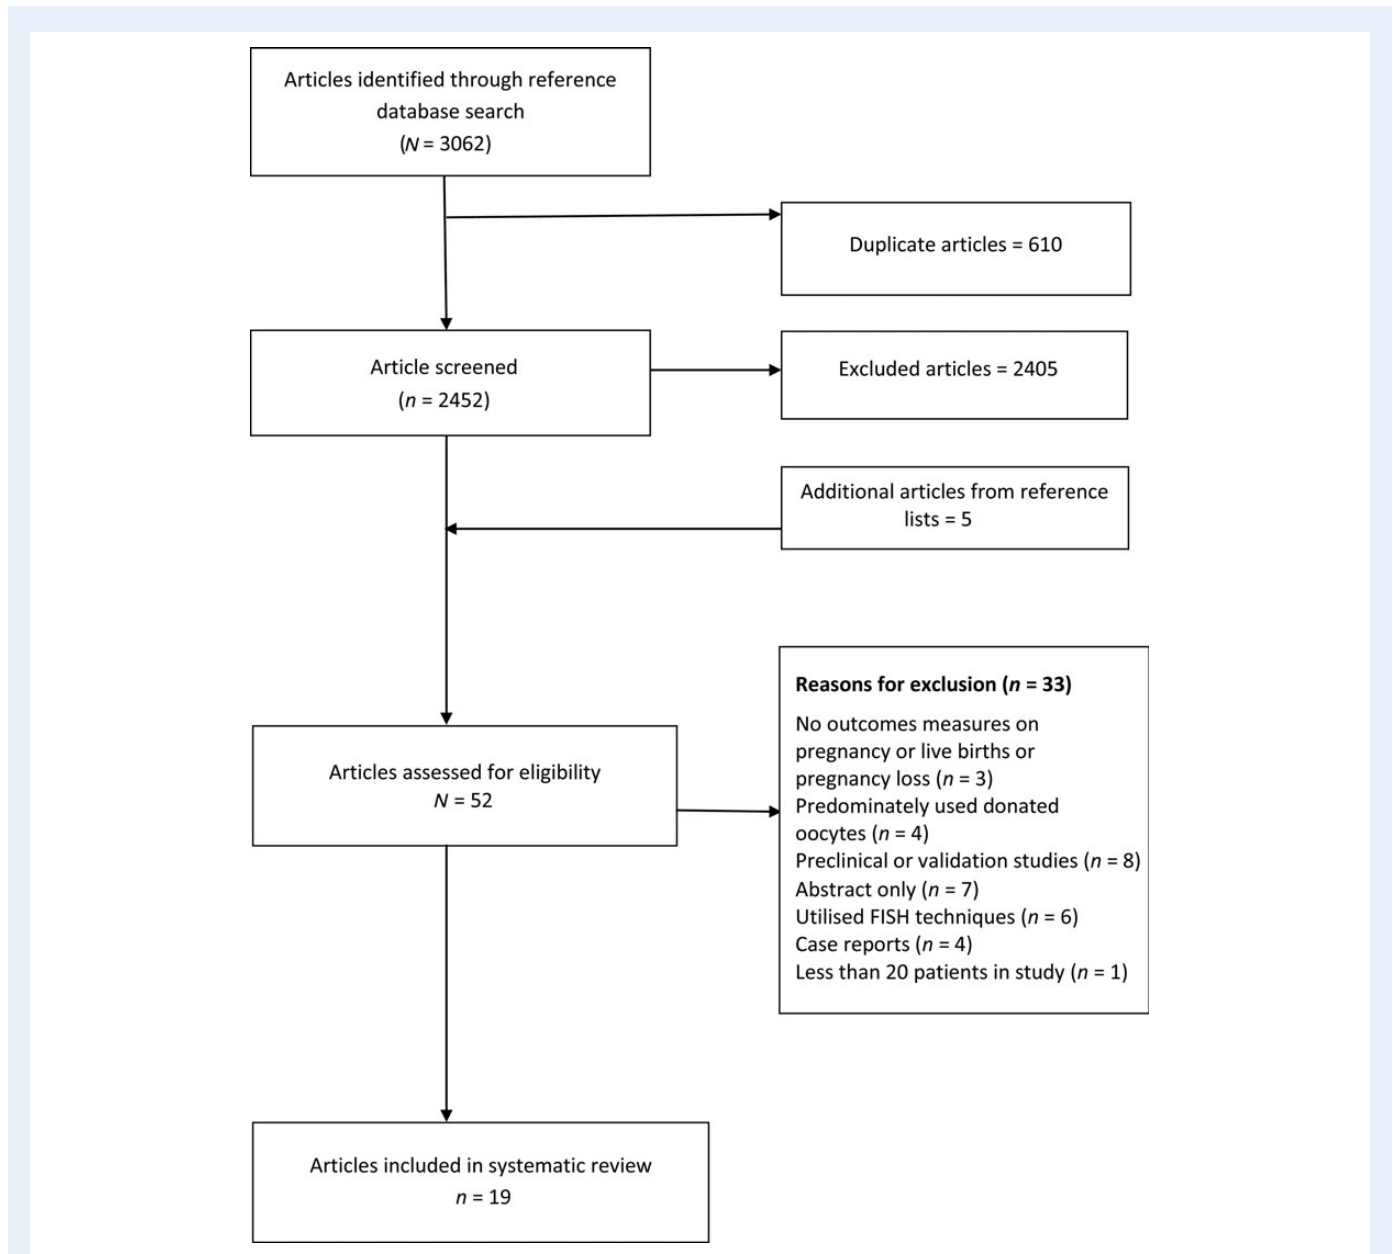 Articles identified through reference
database search
(N = 3062)
Duplicate articles = 610
Article screened
(n = 2452)
Excluded articles = 2405
Additional articles from reference
lists = 5
Articles assessed for eligibility
N = 52
Reasons for exclusion (n = 33)
No outcomes measures on
pregnancy or live births or
pregnancy loss (n = 3)
Predominately used donated
oocytes (n = 4)
Preclinical or validation studies (n = 8)
Abstract only (n = 7)
Utilised FISH techniques (n = 6)
Case reports (n = 4)
Less than 20 patients in study (n = 1)
Articles included in systematic review
n = 19